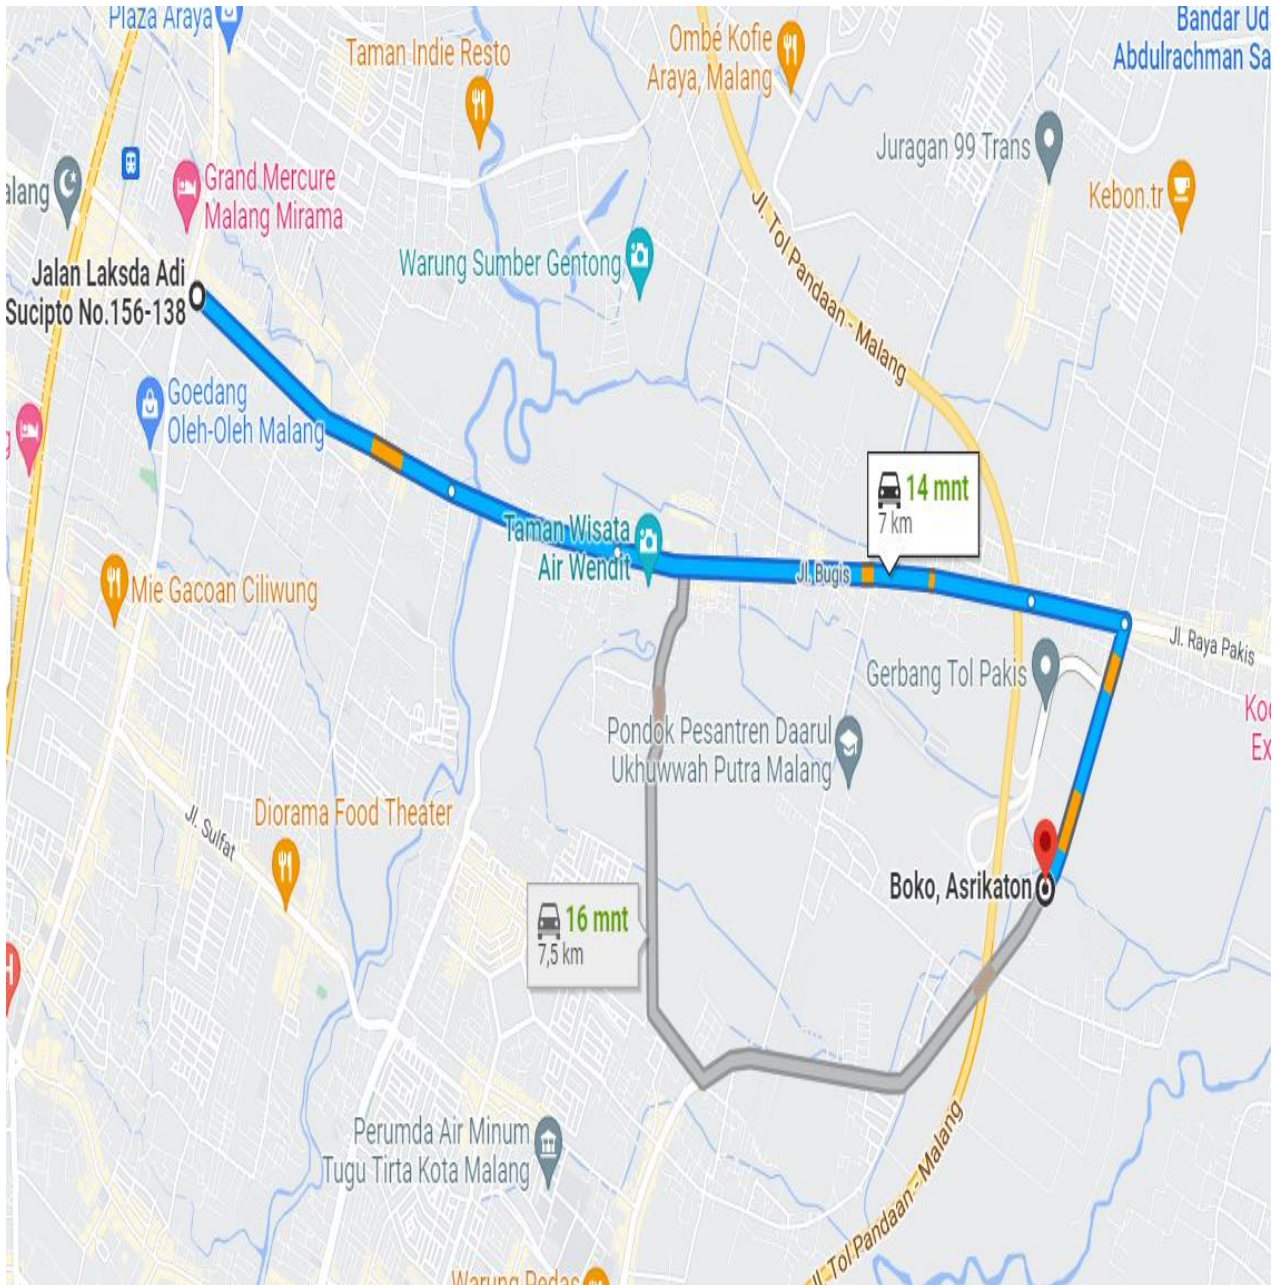 Plaza Araya
Taman Indie Resto
Ombé Kofie
Araya, Malang
Bandar Ud
Abdulrachman Sa
Juragan 99 Trans
Kebon.tr
alang
Grand Mercure
Malang Mirama
Jl. Tol Pandaan - Malang
Warung Sumber Gentong
Jalan Laksda Adi
Sucipto No.156-138
Goedang
Oleh-Oleh Malang
g
14 mnt
7 km
Taman Wisata
Air Wendit
Jl. Bugis
Mie Gacoan Ciliwung
Jl. Raya Pakis
Gerbang Tol Pakis
Koo
Ex
Pondok Pesantren Daarul
Ukhuwwah Putra Malang
Jl. Sulfat
Diorama Food Theater
Boko, Asrikaton
16 mnt
7,5 km
H
Perumda Air Minum
Tugu Tirta Kota Malang
Jl. Tol Pandaan - Malang
Warung Pedas